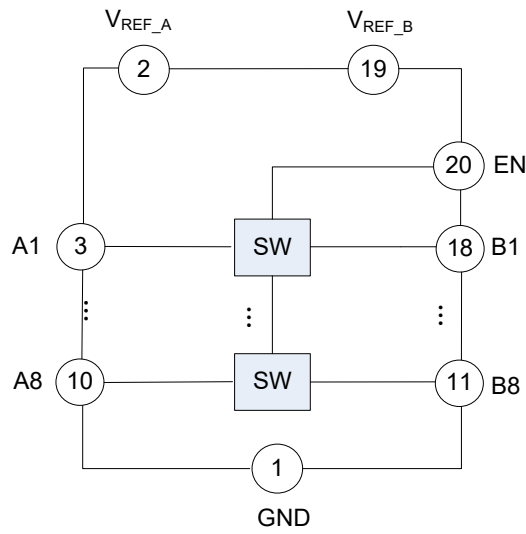 V_REF_A V_REF_B
2 19
20 EN
A1 3 SW 18 B1
⋮ ⋮ ⋮
A8 10 SW 11 B8
1
GND